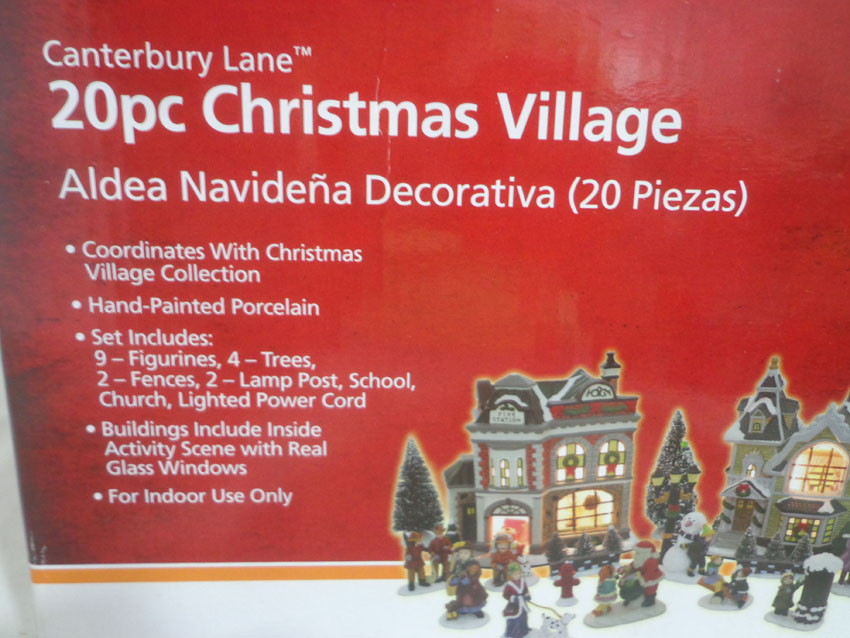 Canterbury Lane™
20pc Christmas Village
Aldea Navideña Decorativa (20 Piezas)
• Coordinates With Christmas
Village Collection
• Hand-Painted Porcelain
• Set Includes:
9 – Figurines, 4 – Trees,
2 – Fences, 2 – Lamp Post, School,
Church, Lighted Power Cord
• Buildings Include Inside
Activity Scene with Real
Glass Windows
• For Indoor Use Only
FIRE
STATION